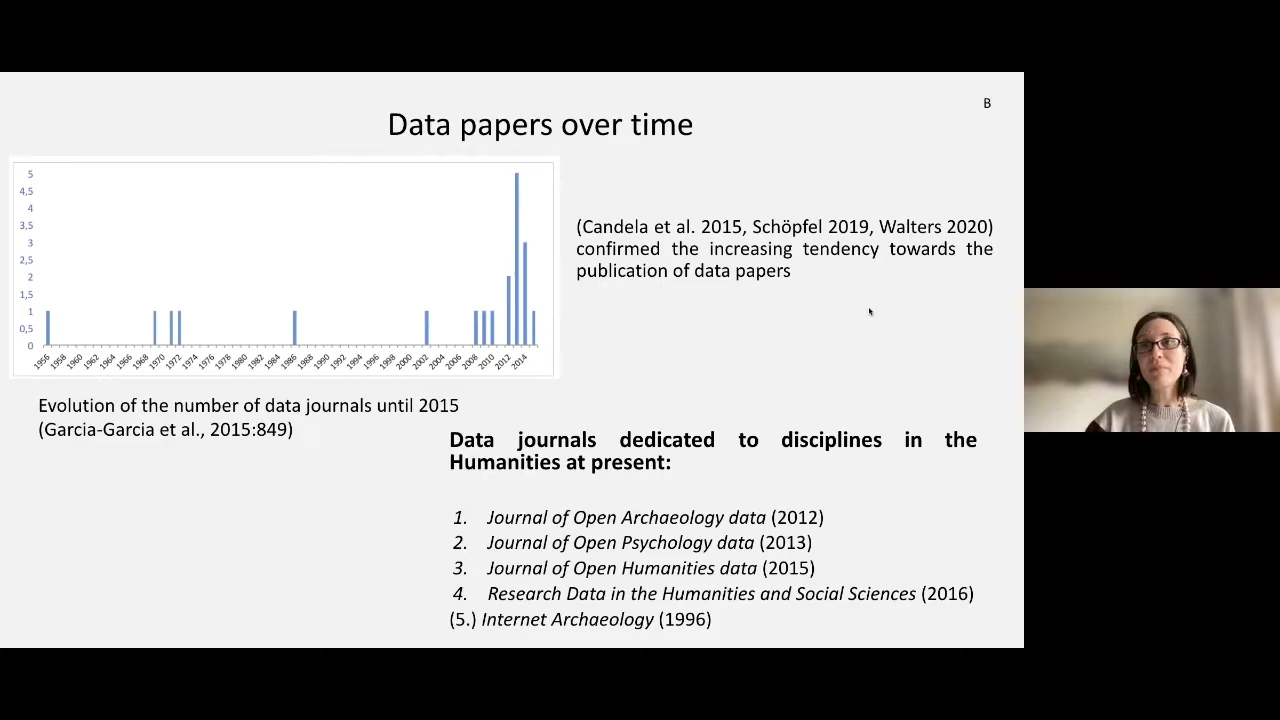 B
Data papers over time
5
4,5
4
3,5
3
2,5
2
1,5
1
0,5
0
1956 1958 1960 1962 1964 1966 1968 1970 1972 1974 1976 1978 1980 1982 1984 1986 1988 1990 1992 1994 1996 1998 2000 2002 2004 2006 2008 2010 2012 2014
(Candela et al. 2015, Schöpfel 2019, Walters 2020)
confirmed the increasing tendency towards the
publication of data papers
Evolution of the number of data journals until 2015
(Garcia-Garcia et al., 2015:849)
Data journals dedicated to disciplines in the
Humanities at present:
1. Journal of Open Archaeology data (2012)
2. Journal of Open Psychology data (2013)
3. Journal of Open Humanities data (2015)
4. Research Data in the Humanities and Social Sciences (2016)
(5.) Internet Archaeology (1996)